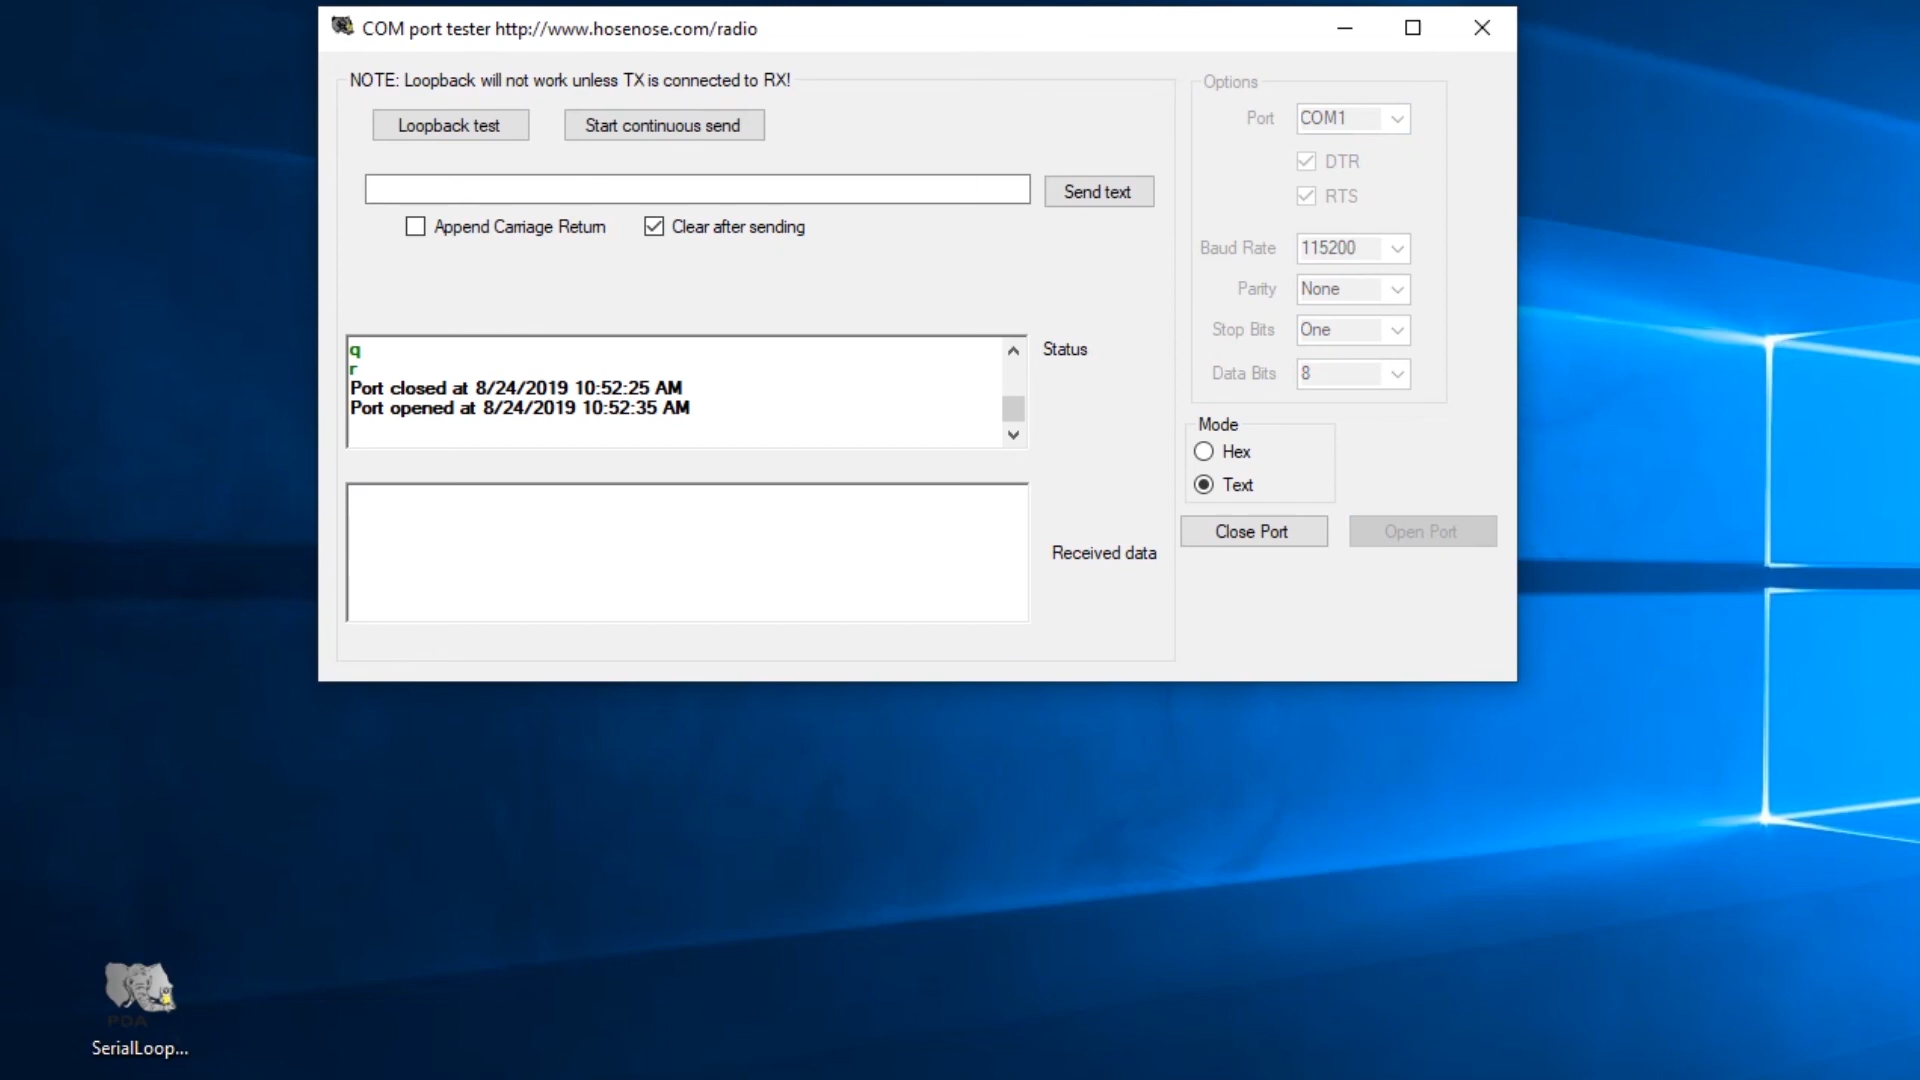 COM port tester http://www.hosenose.com/radio
NOTE: Loopback will not work unless TX is connected to RX!
Loopback test
Start continuous send
Send text
Append Carriage Return
Clear after sending
q
r
Port closed at 8/24/2019 10:52:25 AM
Port opened at 8/24/2019 10:52:35 AM
Status
Received data
Options
Port COM1
DTR
RTS
Baud Rate 115200
Parity None
Stop Bits One
Data Bits 8
Mode
Hex
Text
Close Port
Open Port
PDA
SerialLoop...